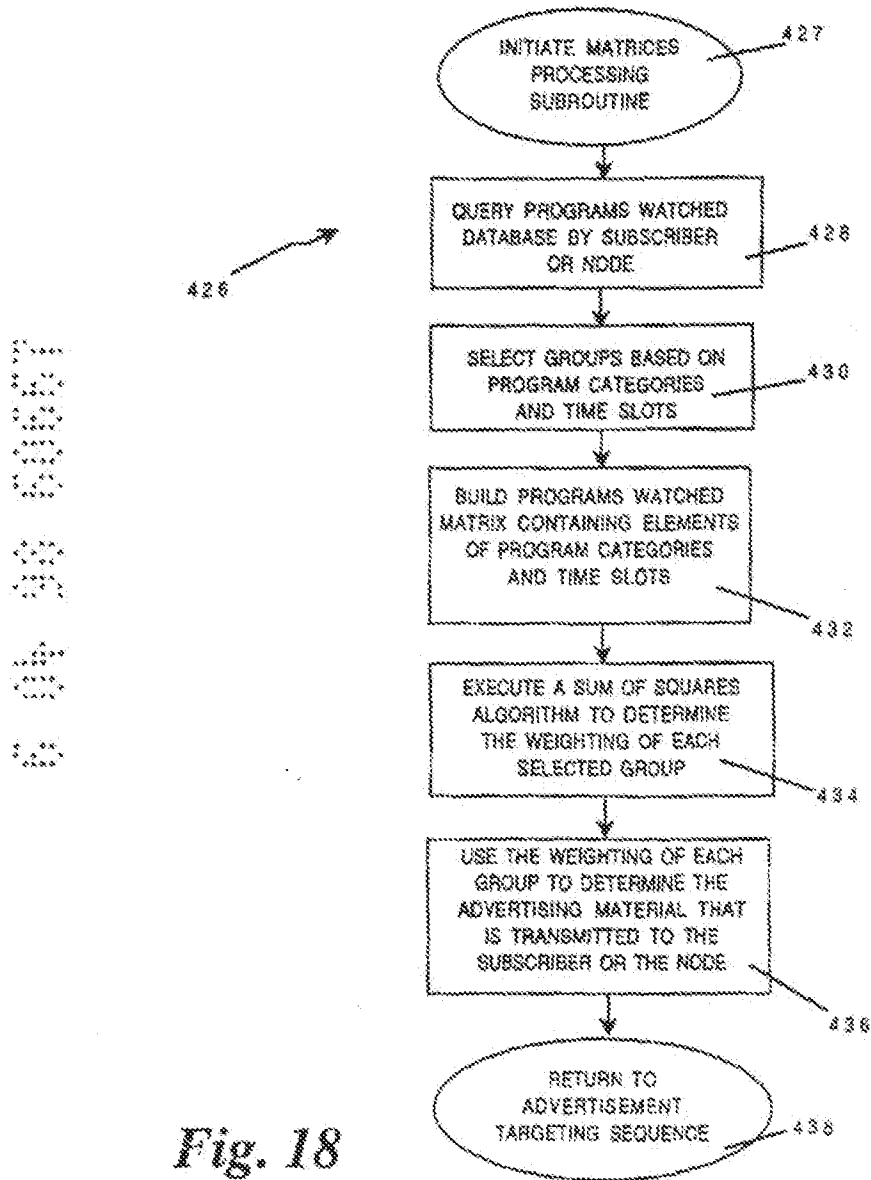 INITIATE MATRICES
PROCESSING
SUBROUTINE
427
QUERY PROGRAMS WATCHED
DATABASE BY SUBSCRIBER
OR NODE
428
426
SELECT GROUPS BASED ON
PROGRAM CATEGORIES
AND TIME SLOTS
430
BUILD PROGRAMS WATCHED
MATRIX CONTAINING ELEMENTS
OF PROGRAM CATEGORIES
AND TIME SLOTS
432
EXECUTE A SUM OF SQUARES
ALGORITHM TO DETERMINE
THE WEIGHTING OF EACH
SELECTED GROUP
434
USE THE WEIGHTING OF EACH
GROUP TO DETERMINE THE
ADVERTISING MATERIAL THAT
IS TRANSMITTED TO THE
SUBSCRIBER OR THE NODE
436
RETURN TO
ADVERTISEMENT
TARGETING SEQUENCE
438
Fig. 18